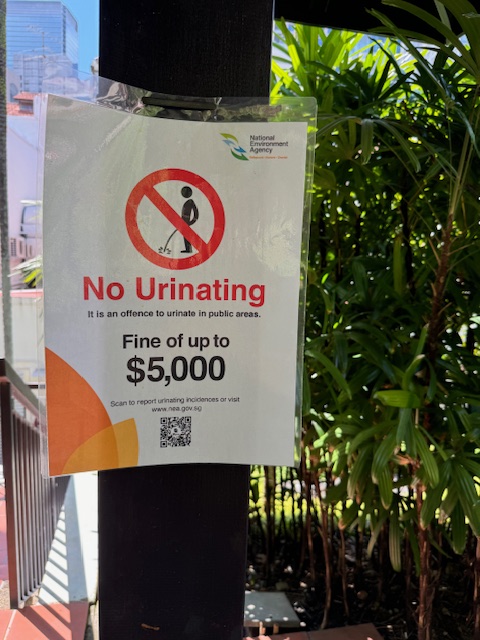 National
Environment
Agency
No Urinating
It is an offence to urinate in public areas.
Fine of up to
$5,000
Scan to report urinating incidences or visit
www.nea.gov.sg